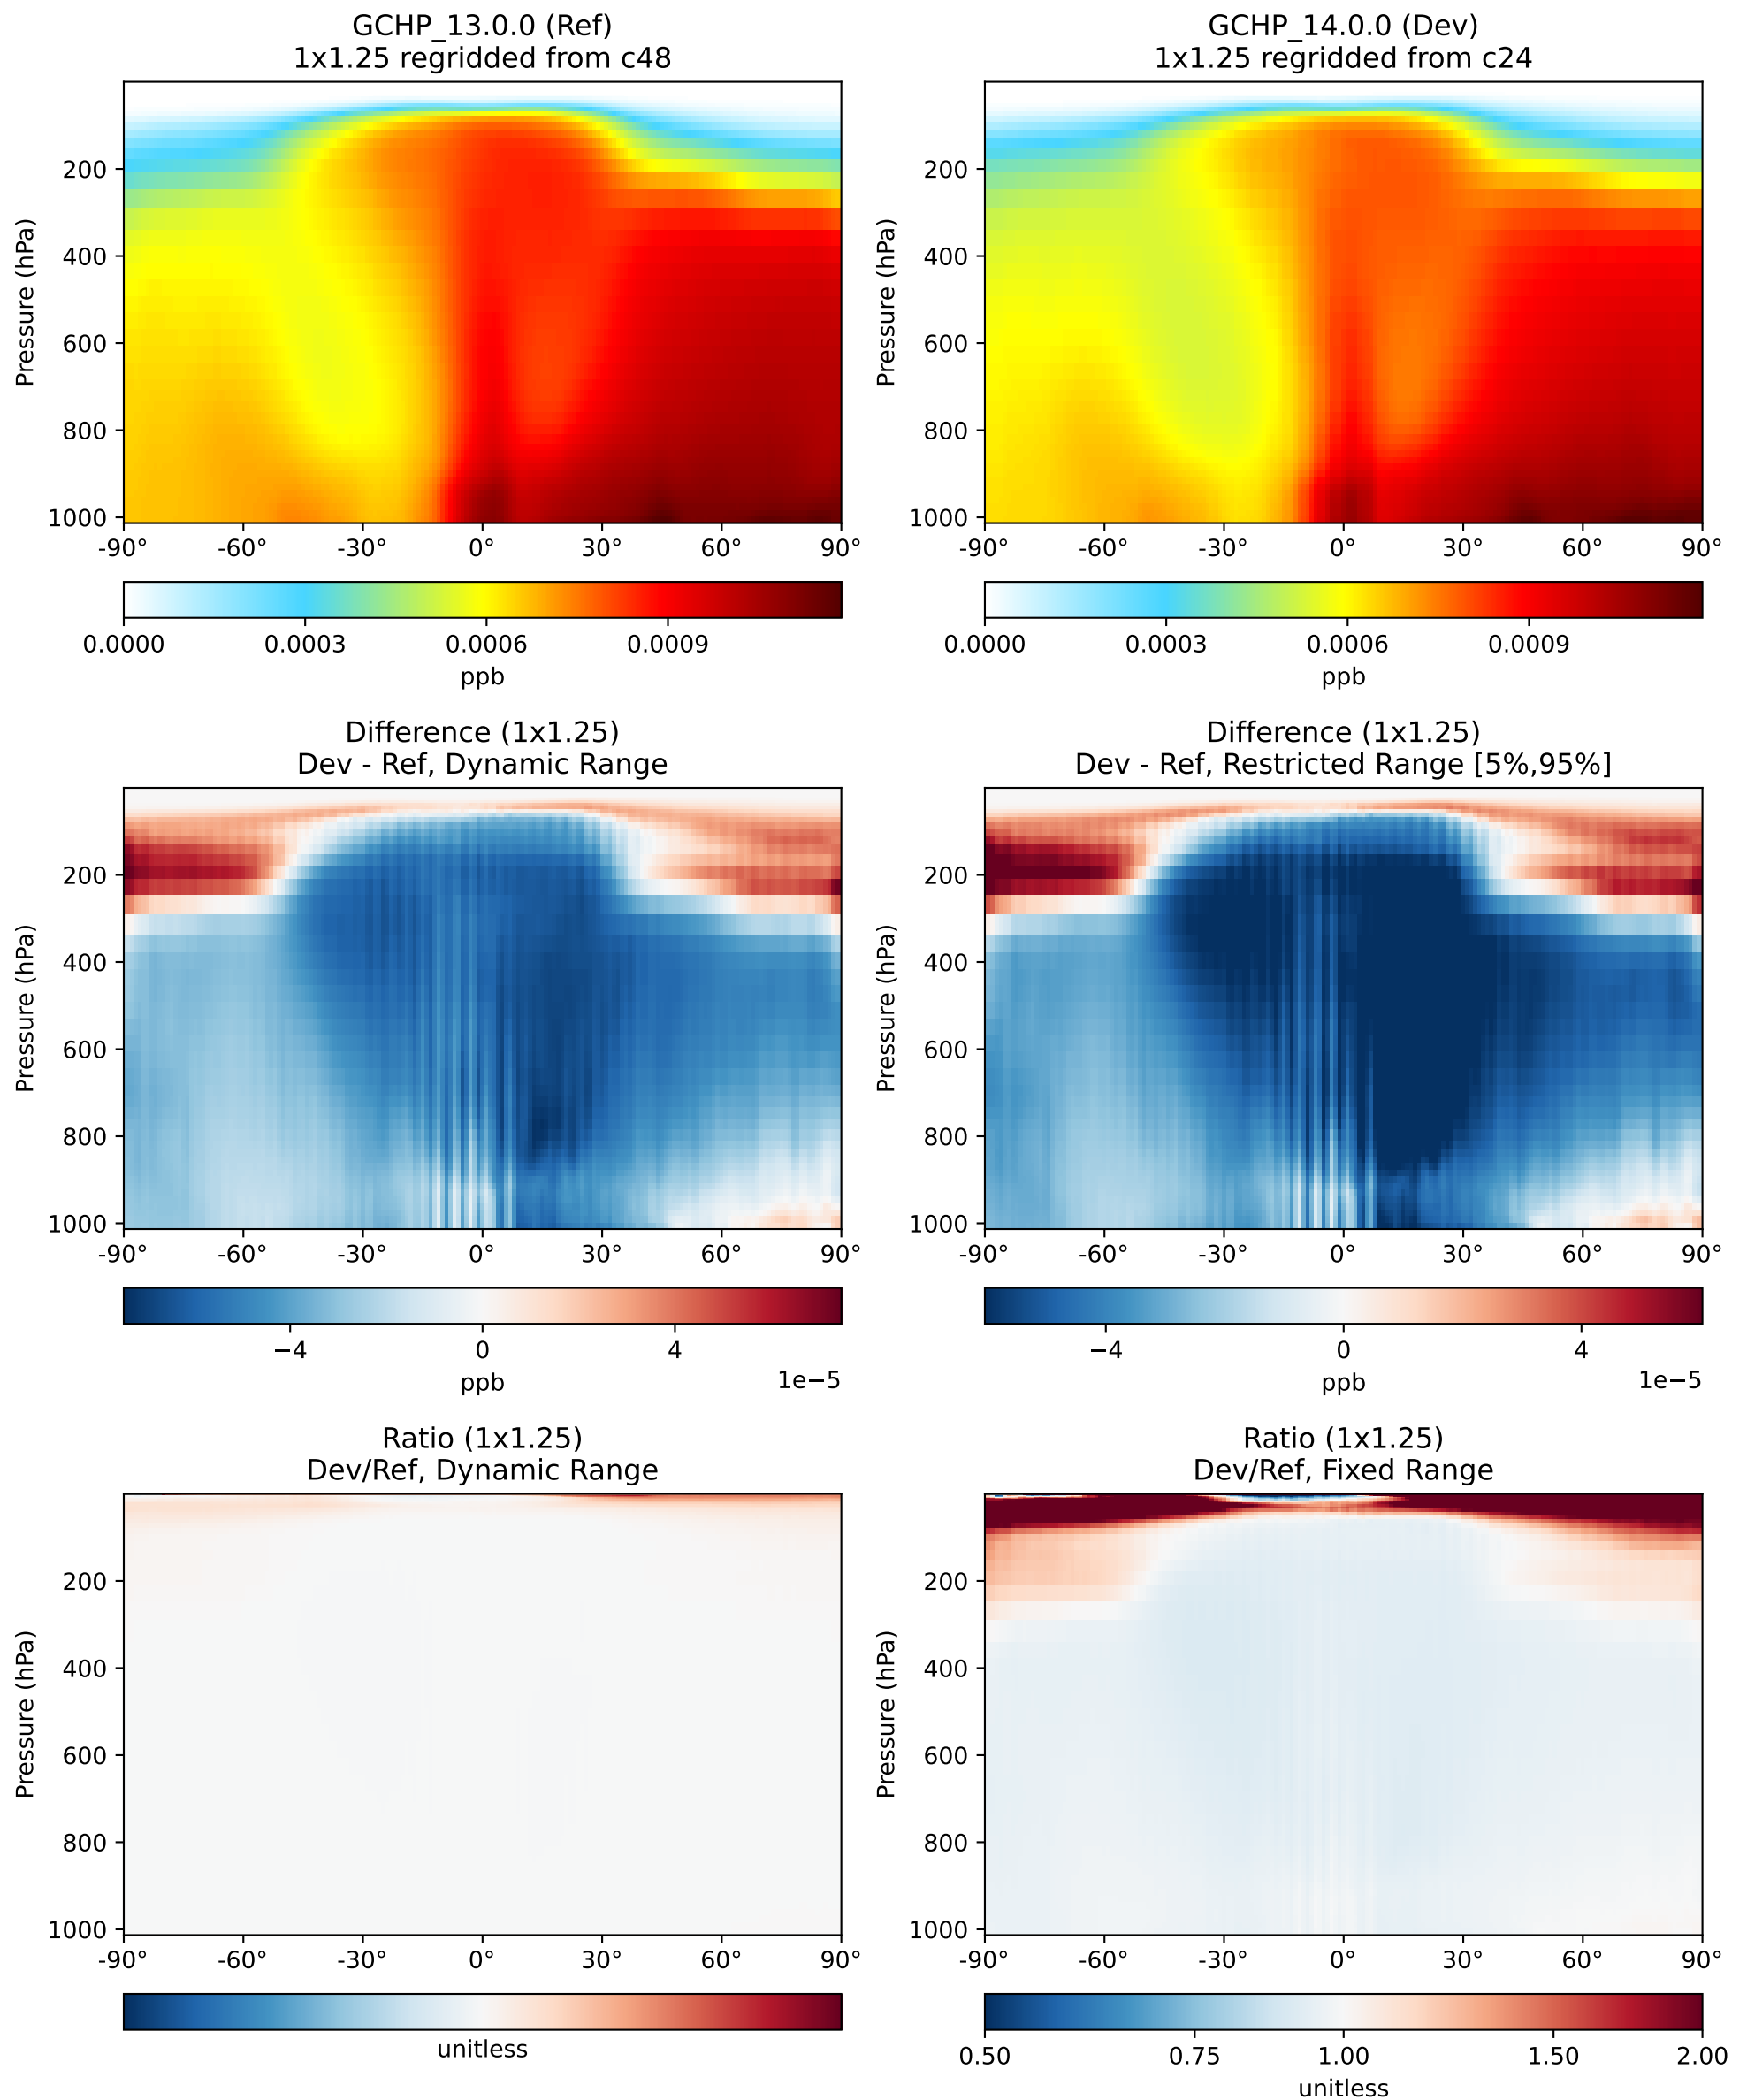 GCHP_13.0.0 (Ref)
1x1.25 regridded from c48
Pressure (hPa)
200
400
600
800
1000
-90° -60° -30° 0° 30° 60° 90°
0.0000 0.0003 0.0006 0.0009
ppb
GCHP_14.0.0 (Dev)
1x1.25 regridded from c24
Pressure (hPa)
200
400
600
800
1000
-90° -60° -30° 0° 30° 60° 90°
0.0000 0.0003 0.0006 0.0009
ppb
Difference (1x1.25)
Dev - Ref, Dynamic Range
Pressure (hPa)
200
400
600
800
1000
-90° -60° -30° 0° 30° 60° 90°
−4 0 4
ppb 1e−5
Difference (1x1.25)
Dev - Ref, Restricted Range [5%,95%]
Pressure (hPa)
200
400
600
800
1000
-90° -60° -30° 0° 30° 60° 90°
−4 0 4
ppb 1e−5
Ratio (1x1.25)
Dev/Ref, Dynamic Range
Pressure (hPa)
200
400
600
800
1000
-90° -60° -30° 0° 30° 60° 90°
unitless
Ratio (1x1.25)
Dev/Ref, Fixed Range
Pressure (hPa)
200
400
600
800
1000
-90° -60° -30° 0° 30° 60° 90°
0.50 0.75 1.00 1.50 2.00
unitless